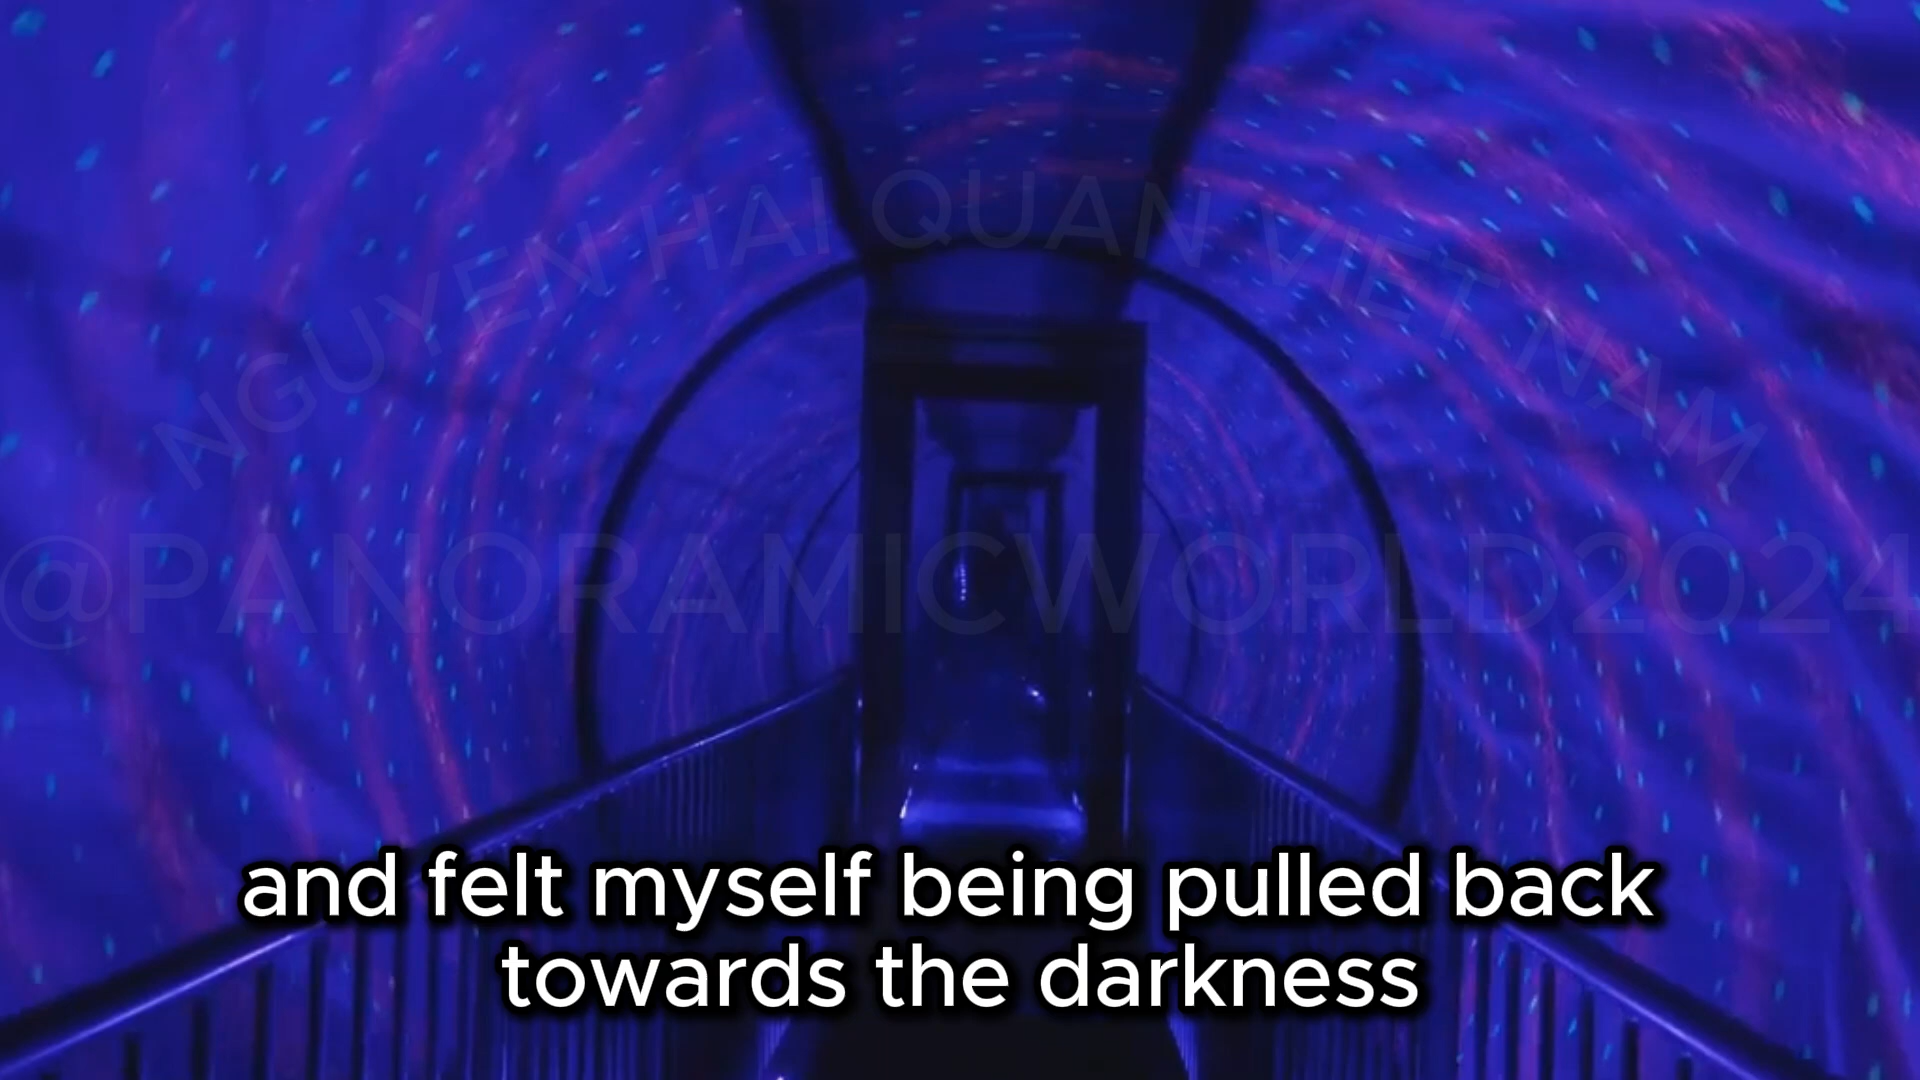 NGUYEN HAI QUAN VIET NAM
@PANORAMICWORLD2024
and felt myself being pulled back
towards the darkness